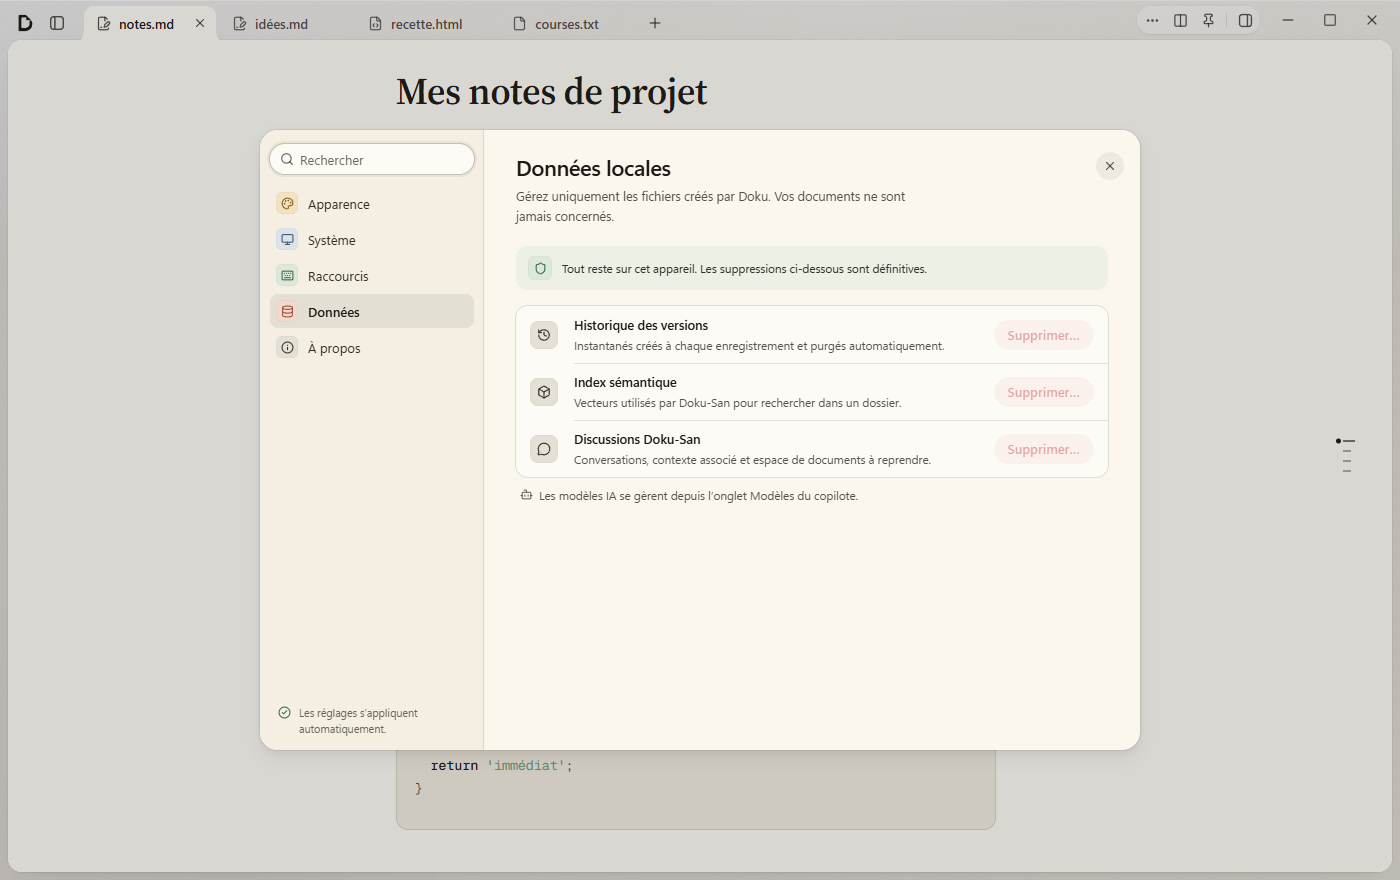 notes.md
idées.md
recette.html
courses.txt
Mes notes de projet
Rechercher
Apparence
Système
Raccourcis
Données
À propos
Les réglages s'appliquent
automatiquement.
Données locales
Gérez uniquement les fichiers créés par Doku. Vos documents ne sont
jamais concernés.
Tout reste sur cet appareil. Les suppressions ci-dessous sont définitives.
Historique des versions
Instantanés créés à chaque enregistrement et purgés automatiquement.
Supprimer...
Index sémantique
Vecteurs utilisés par Doku-San pour rechercher dans un dossier.
Supprimer...
Discussions Doku-San
Conversations, contexte associé et espace de documents à reprendre.
Supprimer...
Les modèles IA se gèrent depuis l'onglet Modèles du copilote.
return 'immédiat';
}